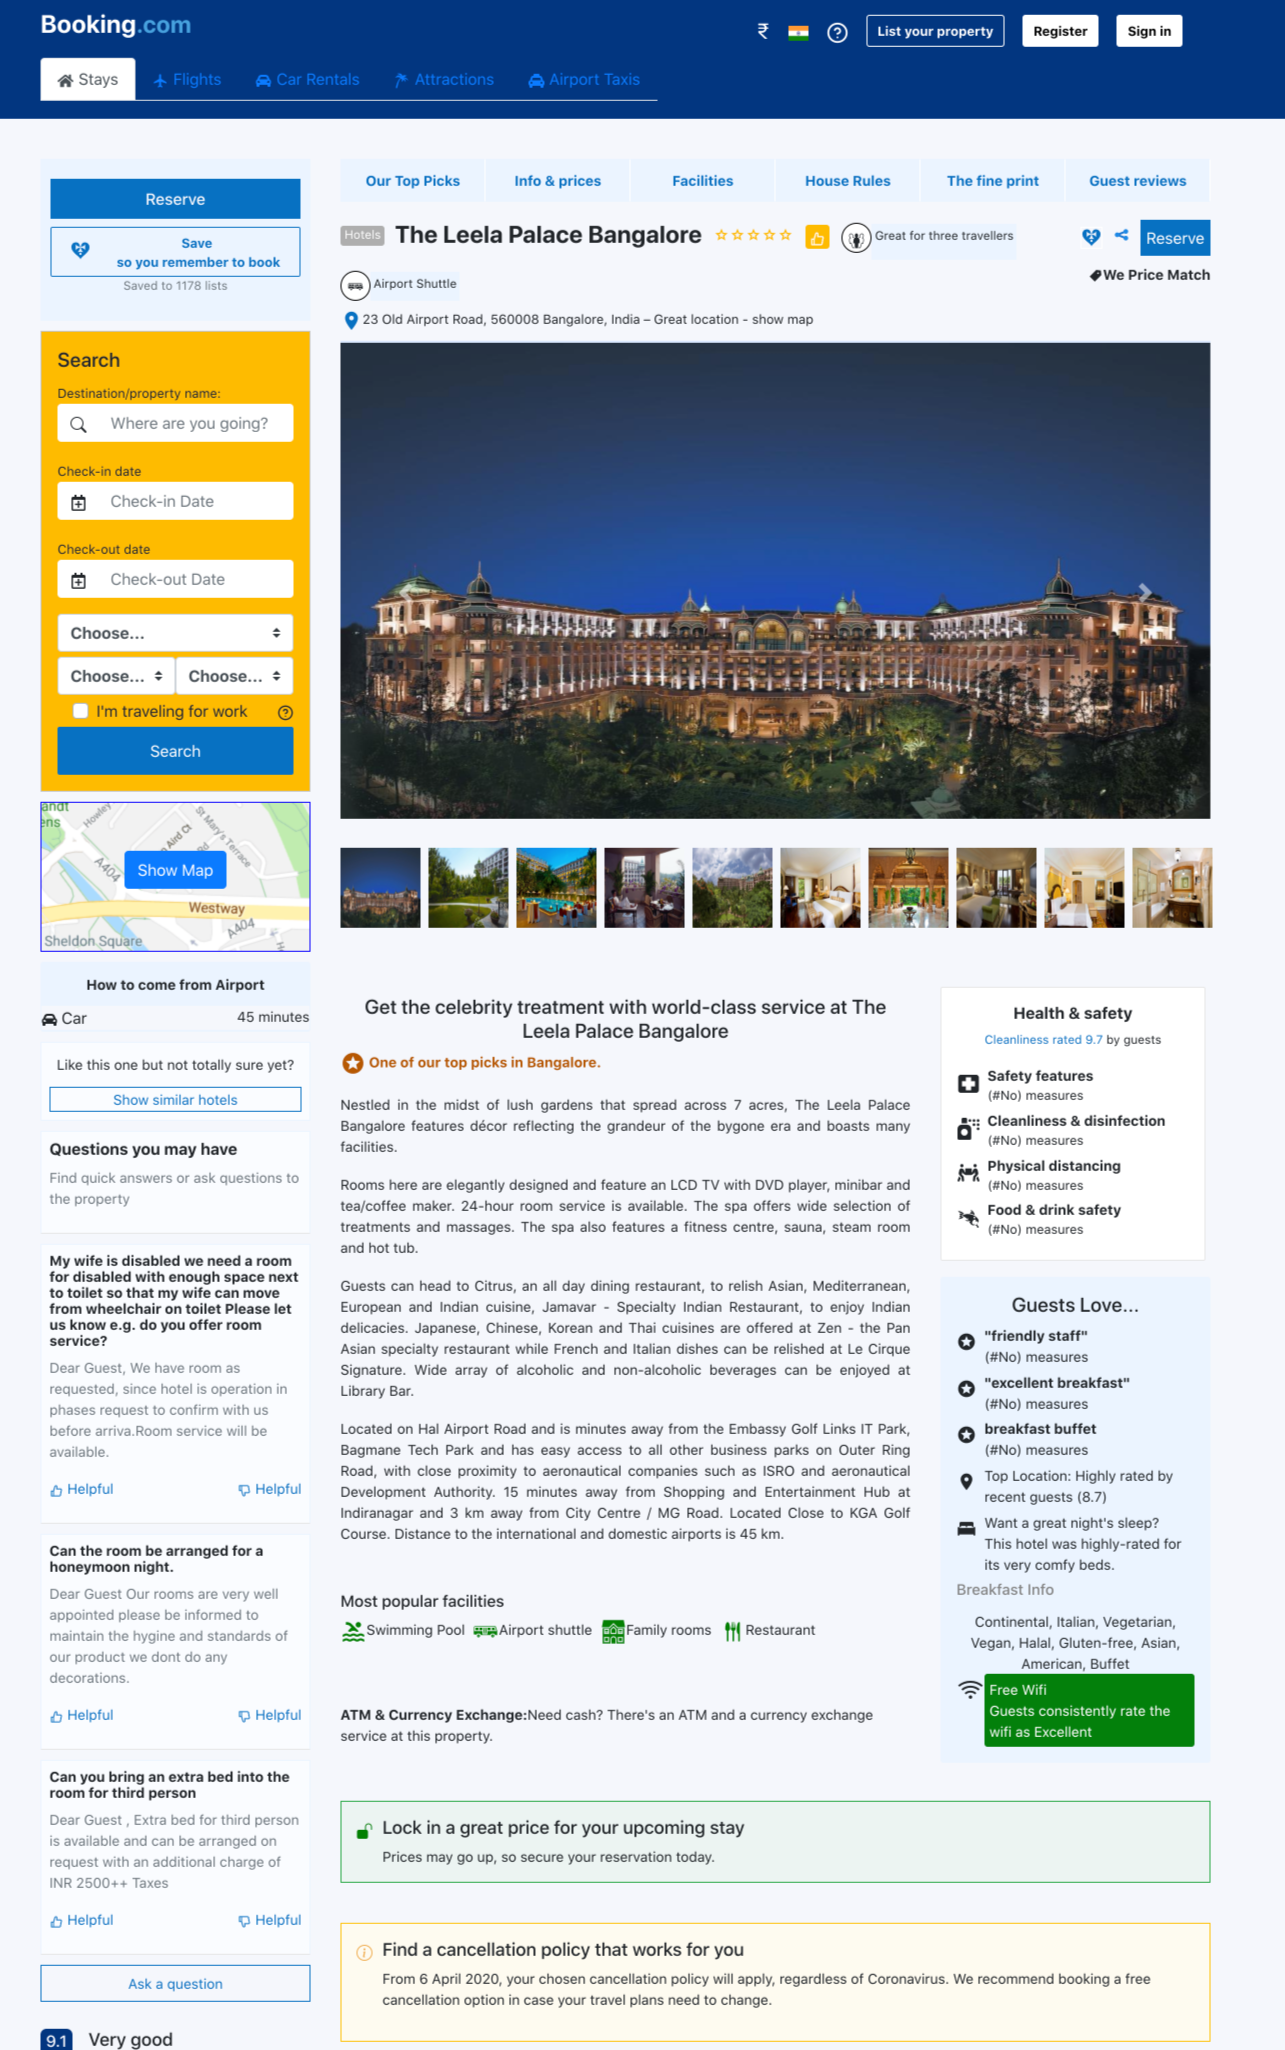 Booking.com
₹
List your property
Register
Sign in
Stays
Flights
Car Rentals
Attractions
Airport Taxis
Reserve
Save
so you remember to book
Saved to 1178 lists
Search
Destination/property name:
Where are you going?
Check-in date
Check-in Date
Check-out date
Check-out Date
Choose...
Choose...
Choose...
I'm traveling for work
Search
Howley
St Mary's Terrace
Aird Ct
A404
Show Map
Westway
A404
Sheldon Square
How to come from Airport
Car
45 minutes
Like this one but not totally sure yet?
Show similar hotels
Questions you may have
Find quick answers or ask questions to
the property
My wife is disabled we need a room
for disabled with enough space next
to toilet so that my wife can move
from wheelchair on toilet Please let
us know e.g. do you offer room
service?
Dear Guest, We have room as
requested, since hotel is operation in
phases request to confirm with us
before arriva.Room service will be
available.
Helpful
Helpful
Can the room be arranged for a
honeymoon night.
Dear Guest Our rooms are very well
appointed please be informed to
maintain the hygine and standards of
our product we dont do any
decorations.
Helpful
Helpful
Can you bring an extra bed into the
room for third person
Dear Guest , Extra bed for third person
is available and can be arranged on
request with an additional charge of
INR 2500++ Taxes
Helpful
Helpful
Ask a question
9.1
Very good
Our Top Picks
Info & prices
Facilities
House Rules
The fine print
Guest reviews
Hotels
The Leela Palace Bangalore
Great for three travellers
Reserve
Airport Shuttle
We Price Match
23 Old Airport Road, 560008 Bangalore, India – Great location - show map
Get the celebrity treatment with world-class service at The
Leela Palace Bangalore
One of our top picks in Bangalore.
Nestled in the midst of lush gardens that spread across 7 acres, The Leela Palace
Bangalore features décor reflecting the grandeur of the bygone era and boasts many
facilities.
Rooms here are elegantly designed and feature an LCD TV with DVD player, minibar and
tea/coffee maker. 24-hour room service is available. The spa offers wide selection of
treatments and massages. The spa also features a fitness centre, sauna, steam room
and hot tub.
Guests can head to Citrus, an all day dining restaurant, to relish Asian, Mediterranean,
European and Indian cuisine, Jamavar - Specialty Indian Restaurant, to enjoy Indian
delicacies. Japanese, Chinese, Korean and Thai cuisines are offered at Zen - the Pan
Asian specialty restaurant while French and Italian dishes can be relished at Le Cirque
Signature. Wide array of alcoholic and non-alcoholic beverages can be enjoyed at
Library Bar.
Located on Hal Airport Road and is minutes away from the Embassy Golf Links IT Park,
Bagmane Tech Park and has easy access to all other business parks on Outer Ring
Road, with close proximity to aeronautical companies such as ISRO and aeronautical
Development Authority. 15 minutes away from Shopping and Entertainment Hub at
Indiranagar and 3 km away from City Centre / MG Road. Located Close to KGA Golf
Course. Distance to the international and domestic airports is 45 km.
Most popular facilities
Swimming Pool
Airport shuttle
Family rooms
Restaurant
ATM & Currency Exchange:Need cash? There's an ATM and a currency exchange
service at this property.
Health & safety
Cleanliness rated 9.7 by guests
Safety features
(#No) measures
Cleanliness & disinfection
(#No) measures
Physical distancing
(#No) measures
Food & drink safety
(#No) measures
Guests Love...
"friendly staff"
(#No) measures
"excellent breakfast"
(#No) measures
breakfast buffet
(#No) measures
Top Location: Highly rated by
recent guests (8.7)
Want a great night's sleep?
This hotel was highly-rated for
its very comfy beds.
Breakfast Info
Continental, Italian, Vegetarian,
Vegan, Halal, Gluten-free, Asian,
American, Buffet
Free Wifi
Guests consistently rate the
wifi as Excellent
Lock in a great price for your upcoming stay
Prices may go up, so secure your reservation today.
Find a cancellation policy that works for you
From 6 April 2020, your chosen cancellation policy will apply, regardless of Coronavirus. We recommend booking a free
cancellation option in case your travel plans need to change.